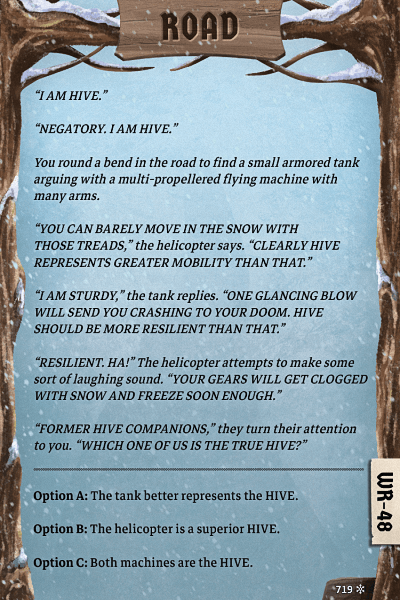 ROAD
“I AM HIVE.”
“NEGATORY. I AM HIVE.”
You round a bend in the road to find a small armored tank
arguing with a multi-propellered flying machine with
many arms.
“YOU CAN BARELY MOVE IN THE SNOW WITH
THOSE TREADS,” the helicopter says. “CLEARLY HIVE
REPRESENTS GREATER MOBILITY THAN THAT.”
“I AM STURDY,” the tank replies. “ONE GLANCING BLOW
WILL SEND YOU CRASHING TO YOUR DOOM. HIVE
SHOULD BE MORE RESILIENT THAN THAT.”
“RESILIENT. HA!” The helicopter attempts to make some
sort of laughing sound. “YOUR GEARS WILL GET CLOGGED
WITH SNOW AND FREEZE SOON ENOUGH.”
“FORMER HIVE COMPANIONS,” they turn their attention
to you. “WHICH ONE OF US IS THE TRUE HIVE?”
Option A: The tank better represents the HIVE.
Option B: The helicopter is a superior HIVE.
Option C: Both machines are the HIVE.
WR-48
719